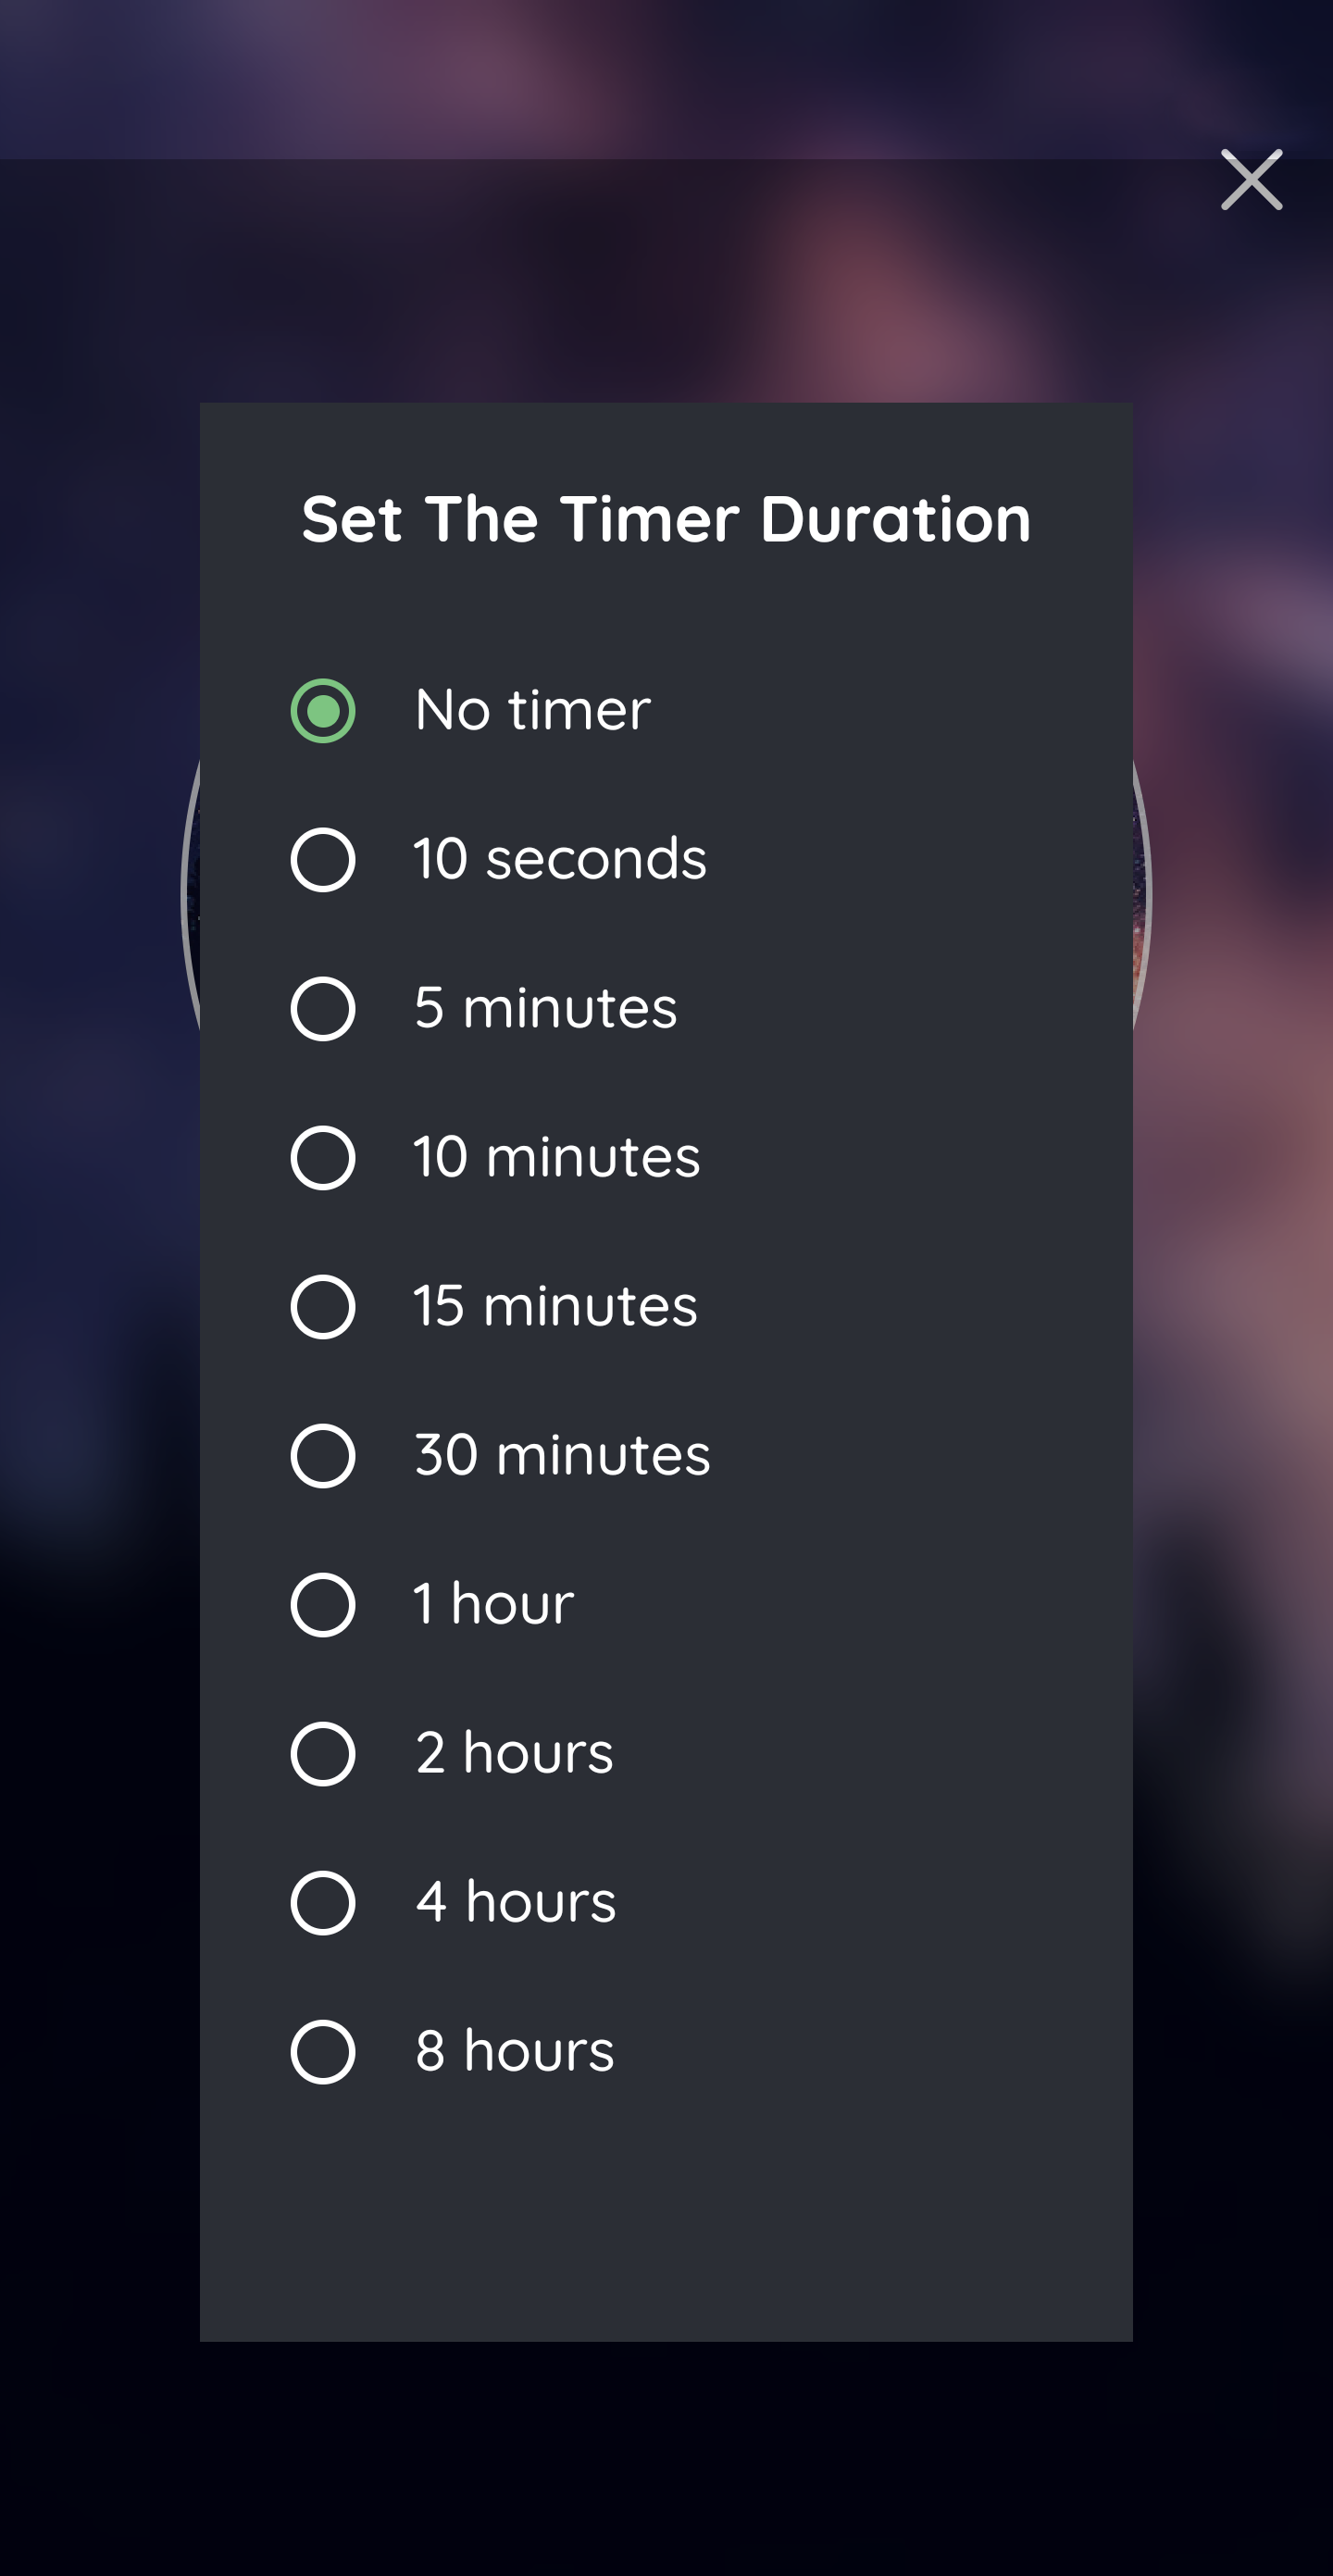 Set The Timer Duration
No timer
10 seconds
5 minutes
10 minutes
15 minutes
30 minutes
1 hour
2 hours
4 hours
8 hours